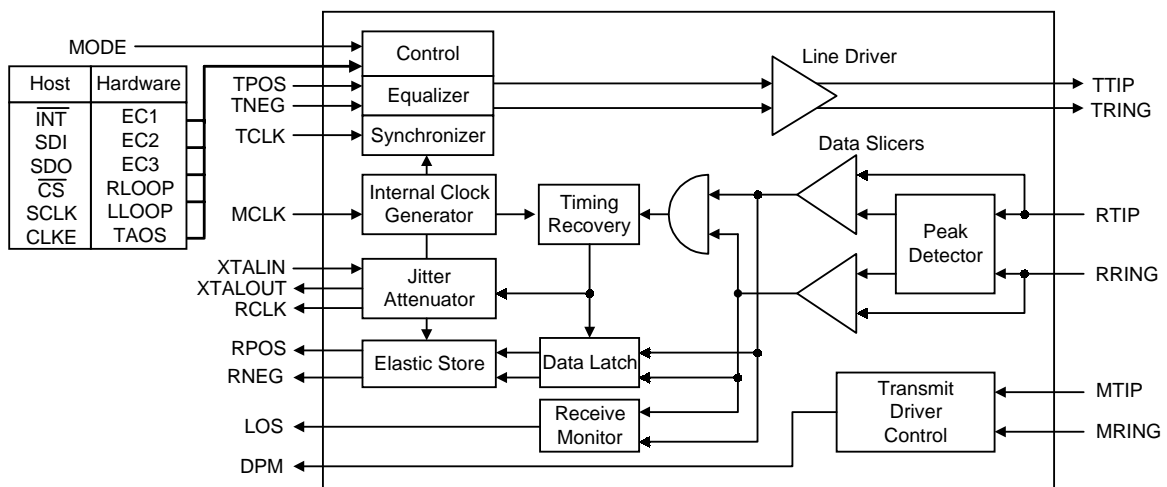 MODE
Host Hardware
INT EC1
SDI EC2
SDO EC3
CS RLOOP
SCLK LLOOP
CLKE TAOS
TPOS
TNEG
TCLK
MCLK
XTALIN
XTALOUT
RCLK
RPOS
RNEG
LOS
DPM
Control
Equalizer
Synchronizer
Internal Clock
Generator
Jitter
Attenuator
Elastic Store
Timing
Recovery
Data Latch
Receive
Monitor
Line Driver
Data Slicers
Peak
Detector
Transmit
Driver
Control
TTIP
TRING
RTIP
RRING
MTIP
MRING